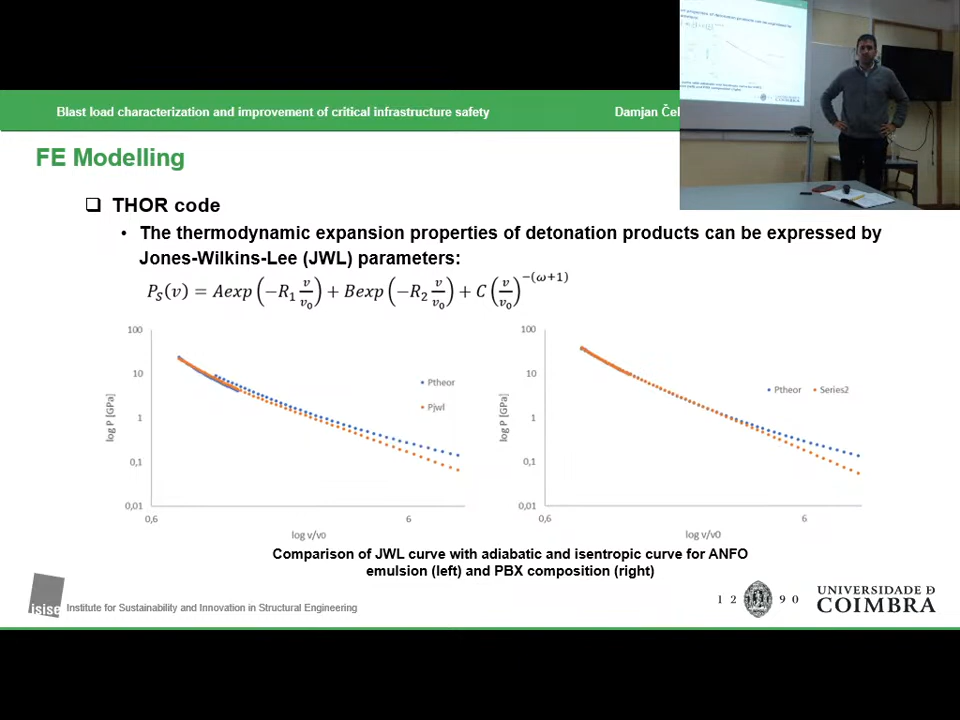 Blast load characterization and improvement of critical infrastructure safety
Damjan Čel
FE Modelling
❑ THOR code
• The thermodynamic expansion properties of detonation products can be expressed by
Jones-Wilkins-Lee (JWL) parameters:
P_S(v) = Aexp(−R_1 v/v_0) + Bexp(−R_2 v/v_0) + C(v/v_0)^−(ω+1)
100
10
1
0,1
0,01
0,6
6
log P [GPa]
log v/v0
Ptheor
Pjwl
100
10
1
0,1
0,01
0,6
6
log P [GPa]
log v/v0
Ptheor
Series2
Comparison of JWL curve with adiabatic and isentropic curve for ANFO
emulsion (left) and PBX composition (right)
isise
Institute for Sustainability and Innovation in Structural Engineering
12 90
UNIVERSIDADE D
COIMBRA
COIMBRA